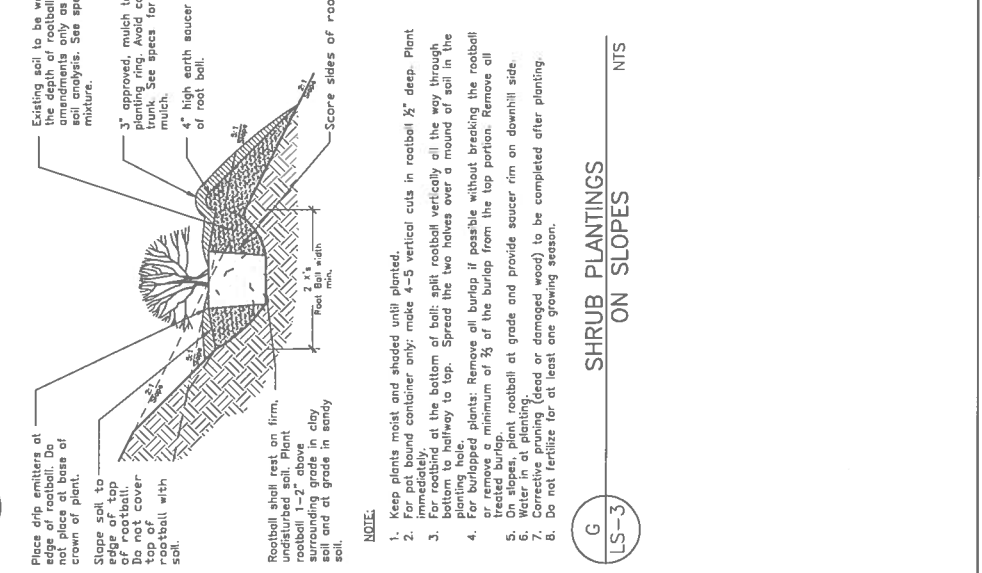 Place drip emitters at
edge of rootball. Do
not place at base of
crown of plant.
Slope soil to
edge of top
of rootball.
Do not cover
top of
rootball with
soil.
Rootball shall rest on firm,
undisturbed soil. Plant
rootball 1-2" above
surrounding grade in clay
soil and at grade in sandy
soil.
2:1
Slope
5:1
Slope
2 x's
Root Ball width
min.
5:1
Slope
2:1
Slope
Existing soil to be
the depth of rootball
amendments only as
soil analysis. See
mixture.
3" approved, mulch
planting ring. Avoid
trunk. See specs for
mulch.
4" high earth saucer
of root ball.
Score sides of
NOTE:
1. Keep plants moist and shaded until planted.
2. For pot bound container only: make 4-5 vertical cuts in rootball ½" deep. Plant
immediately.
3. For rootbind at the bottom of ball: split rootball vertically all the way through
bottom to halfway to top. Spread the two halves over a mound of soil in the
planting hole.
4. For burlapped plants: Remove all burlap if possible without breaking the rootball
or remove a minimum of ⅔ of the burlap from the top portion. Remove all
treated burlap.
5. On slopes, plant rootball at grade and provide saucer rim on downhill side.
6. Water in at planting.
7. Corrective pruning (dead or damaged wood) to be completed after planting.
8. Do not fertilize for at least one growing season.
G
LS-3
SHRUB PLANTINGS
ON SLOPES
NTS